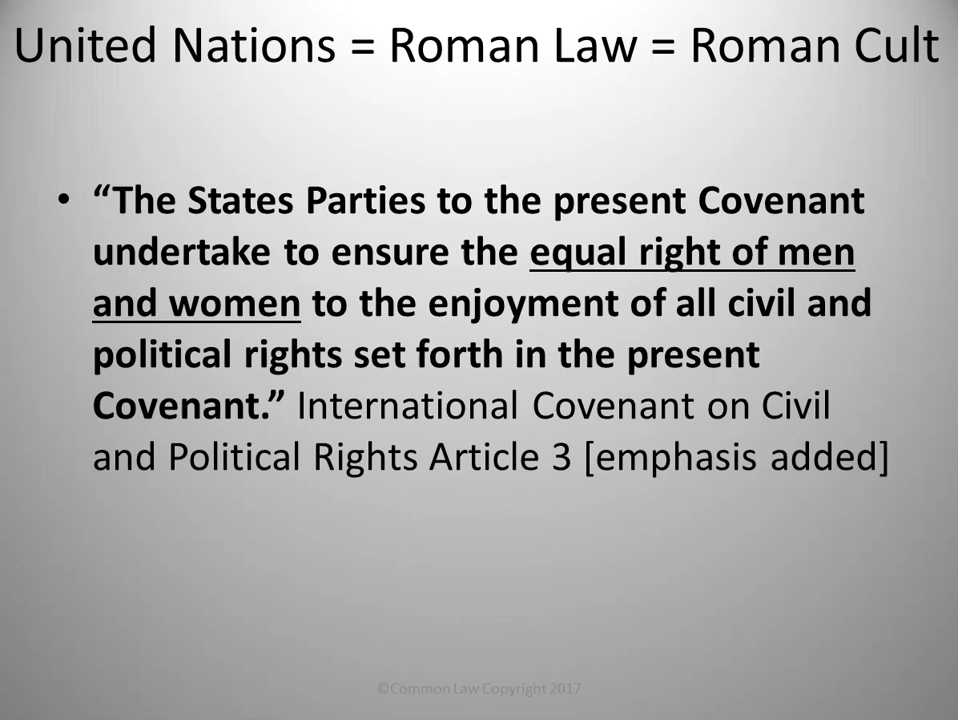 United Nations = Roman Law = Roman Cult
• “The States Parties to the present Covenant
undertake to ensure the equal right of men
and women to the enjoyment of all civil and
political rights set forth in the present
Covenant.” International Covenant on Civil
and Political Rights Article 3 [emphasis added]
©Common Law Copyright 2017